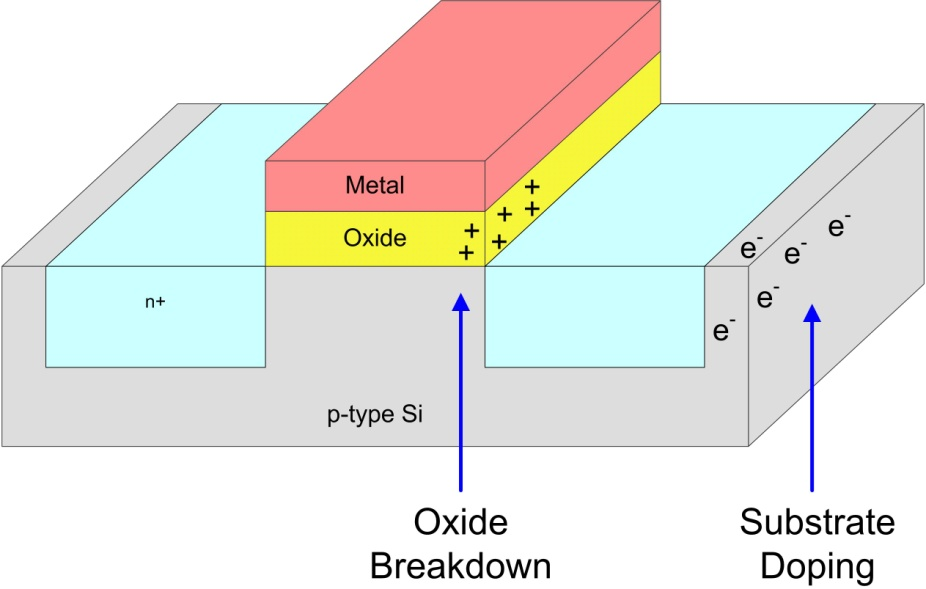 Metal
Oxide
+ +
+ +
+ +
n+
p-type Si
e-
e-
e-
e-
e-
Oxide
Breakdown
Substrate
Doping